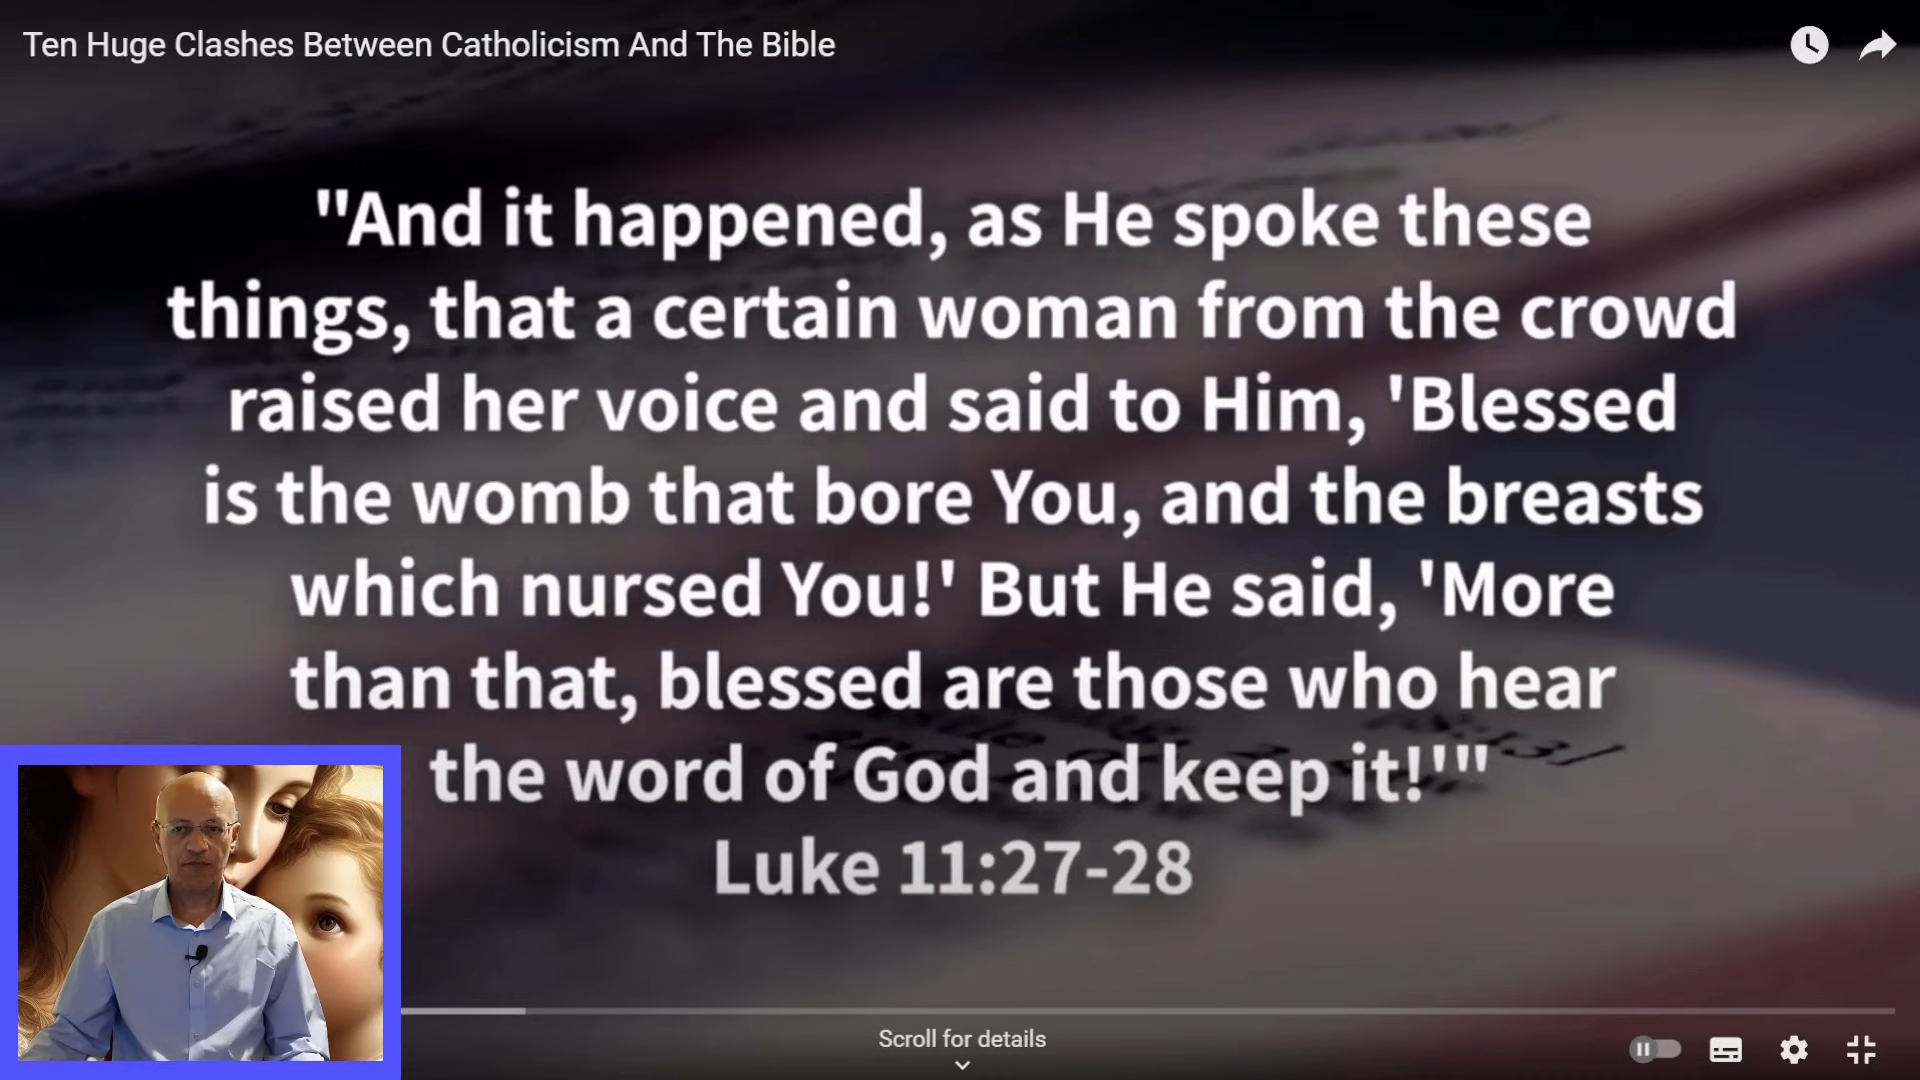 Ten Huge Clashes Between Catholicism And The Bible
"And it happened, as He spoke these
things, that a certain woman from the crowd
raised her voice and said to Him, 'Blessed
is the womb that bore You, and the breasts
which nursed You!' But He said, 'More
than that, blessed are those who hear
the word of God and keep it!'"
Luke 11:27-28
Scroll for details